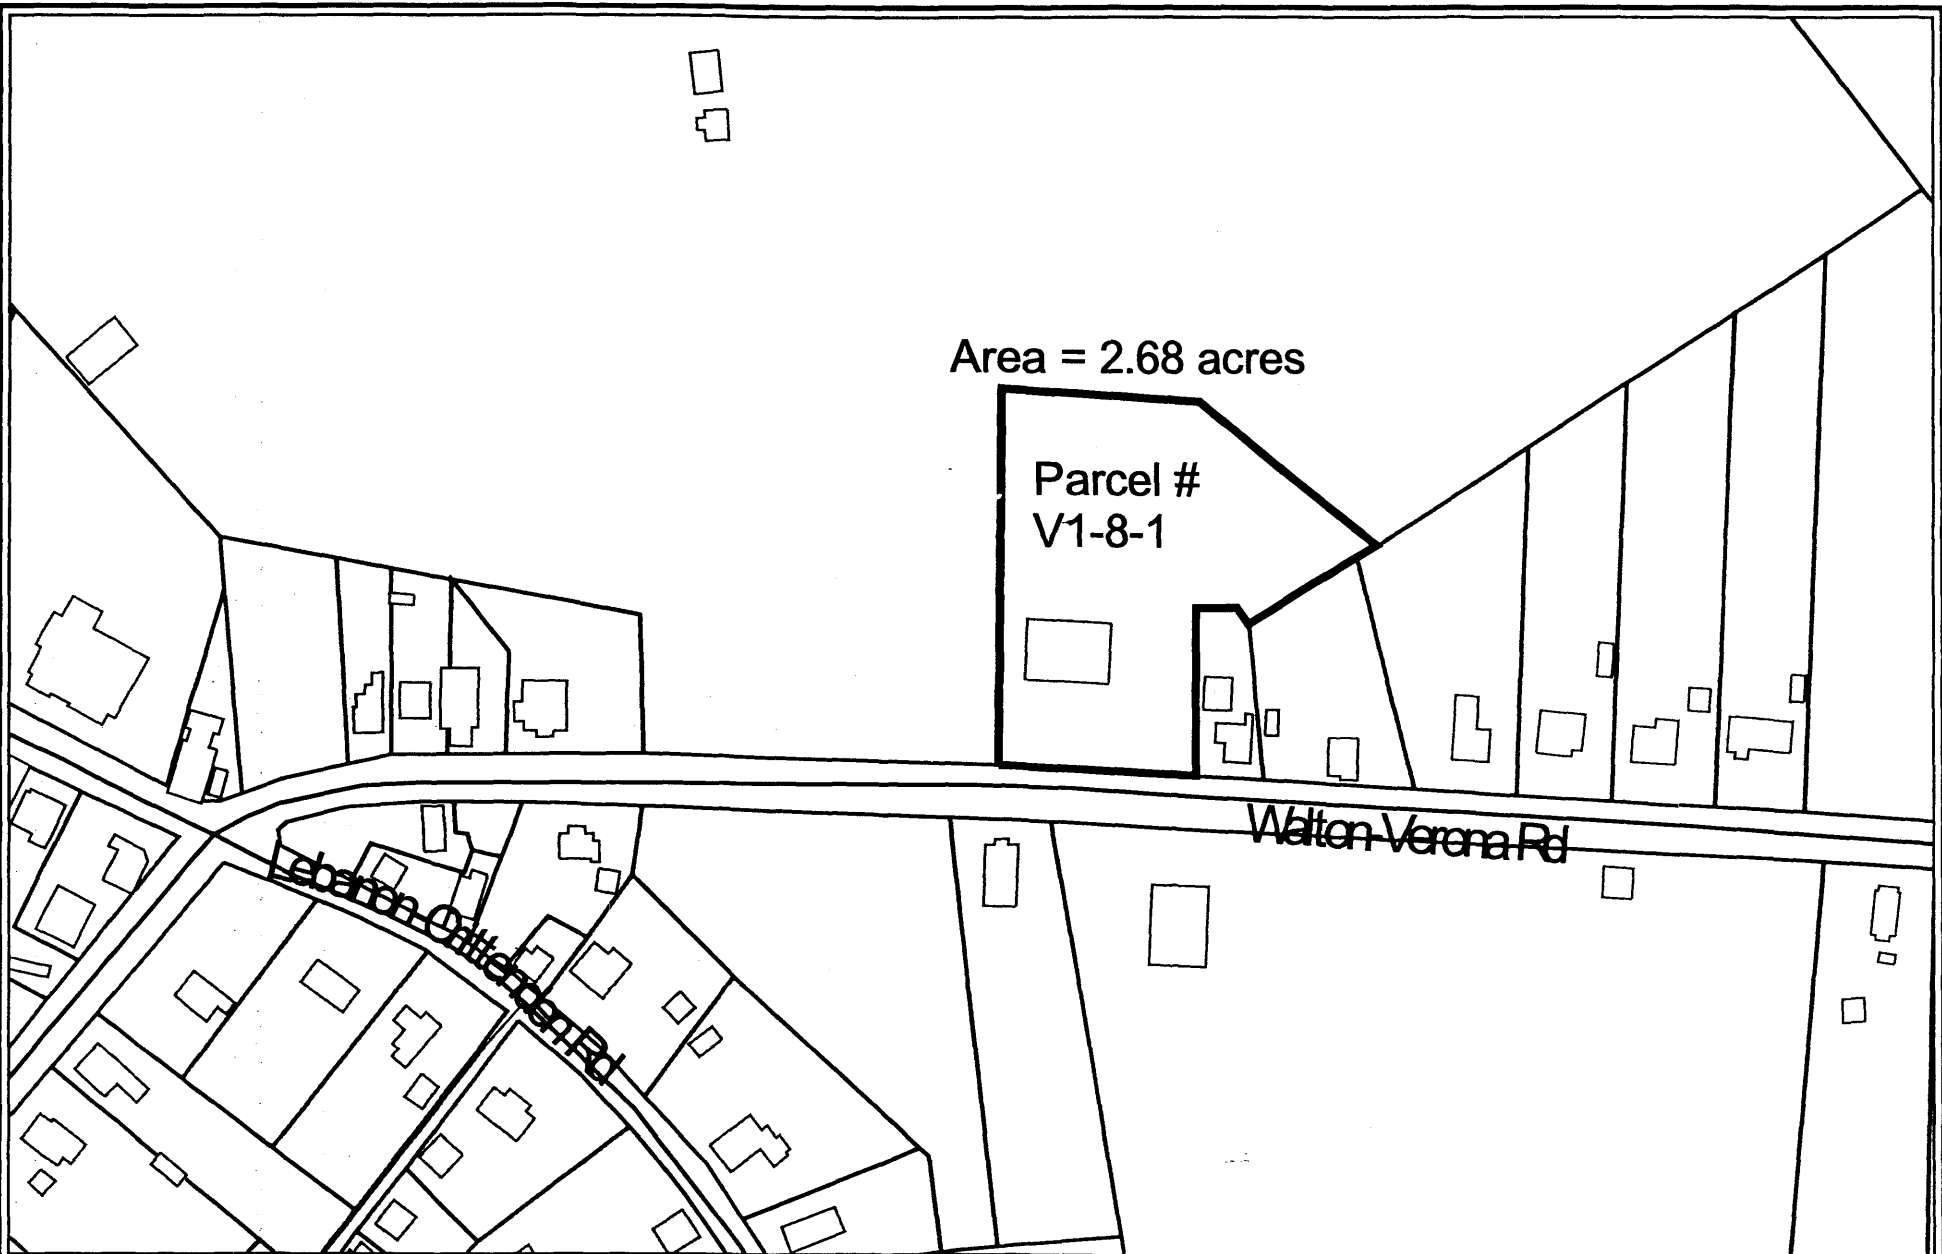 Area = 2.68 acres
Parcel #
V1-8-1
Walton-Verona Rd
Lebanon-Crittenden Rd